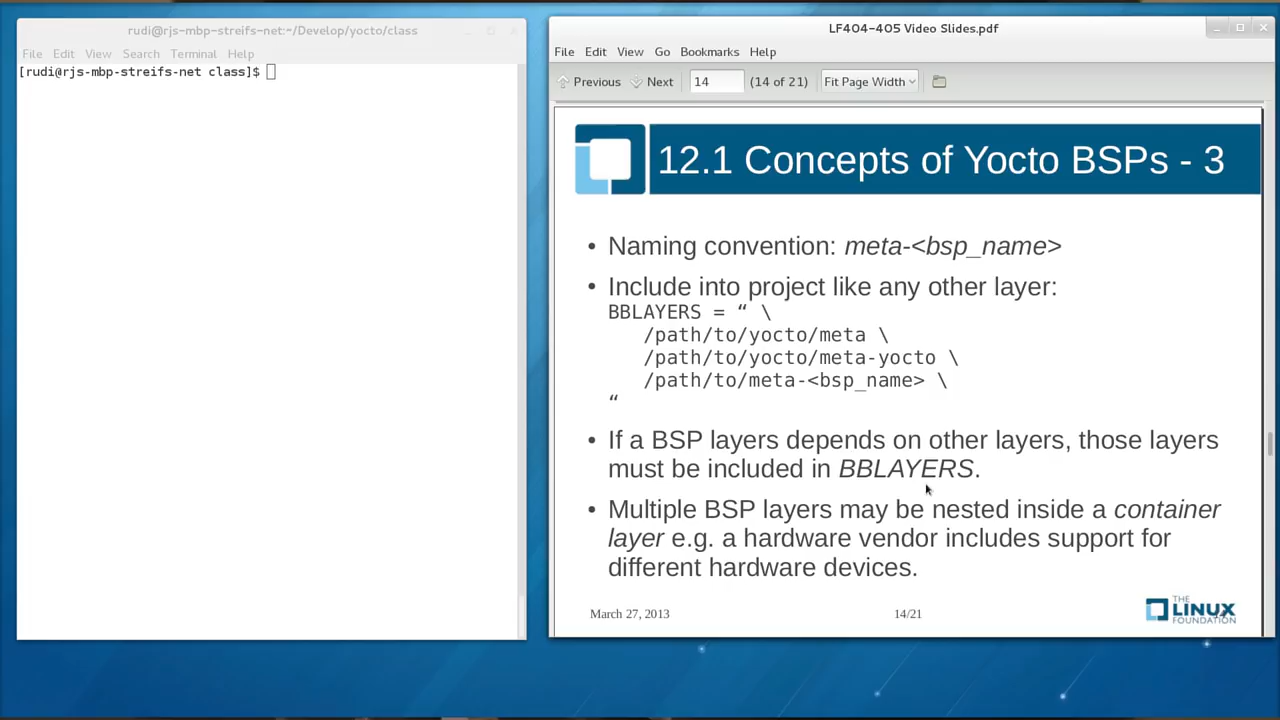 rudi@rjs-mbp-streifs-net:~/Develop/yocto/class
File Edit View Search Terminal Help
[rudi@rjs-mbp-streifs-net class]$
LF404-405 Video Slides.pdf
File Edit View Go Bookmarks Help
Previous Next 14 (14 of 21) Fit Page Width
12.1 Concepts of Yocto BSPs - 3
• Naming convention: meta-<bsp_name>
• Include into project like any other layer:
BBLAYERS = “ \
/path/to/yocto/meta \
/path/to/yocto/meta-yocto \
/path/to/meta-<bsp_name> \
“
• If a BSP layers depends on other layers, those layers
must be included in BBLAYERS.
• Multiple BSP layers may be nested inside a container
layer e.g. a hardware vendor includes support for
different hardware devices.
March 27, 2013 14/21
THE
LINUX
FOUNDATION